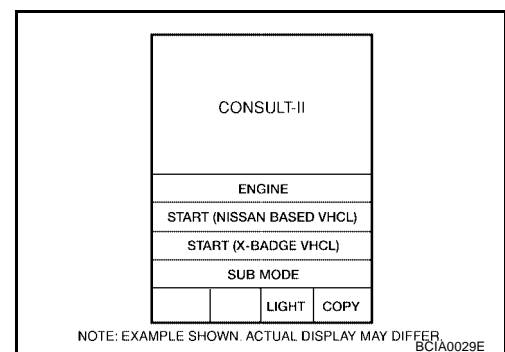 CONSULT-II
ENGINE
START (NISSAN BASED VHCL)
START (X-BADGE VHCL)
SUB MODE
LIGHT COPY
NOTE: EXAMPLE SHOWN. ACTUAL DISPLAY MAY DIFFER.
BCIA0029E